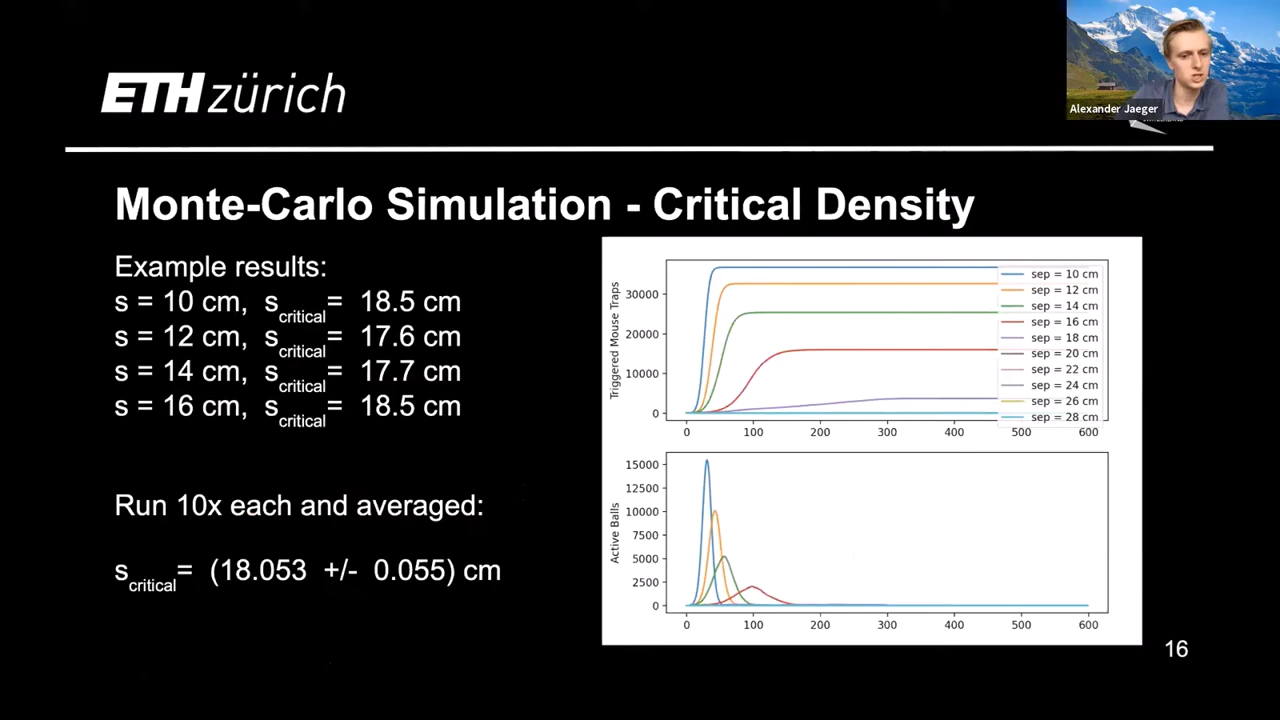 Alexander Jaeger
ETH zürich
Monte-Carlo Simulation - Critical Density
Example results:
s = 10 cm, s_critical= 18.5 cm
s = 12 cm, s_critical= 17.6 cm
s = 14 cm, s_critical= 17.7 cm
s = 16 cm, s_critical= 18.5 cm
Run 10x each and averaged:
s_critical= (18.053 +/- 0.055) cm
Triggered Mouse Traps
30000
20000
10000
0
0 100 200 300 400 500 600
sep = 10 cm
sep = 12 cm
sep = 14 cm
sep = 16 cm
sep = 18 cm
sep = 20 cm
sep = 22 cm
sep = 24 cm
sep = 26 cm
sep = 28 cm
Active Balls
15000
12500
10000
7500
5000
2500
0
0 100 200 300 400 500 600
16